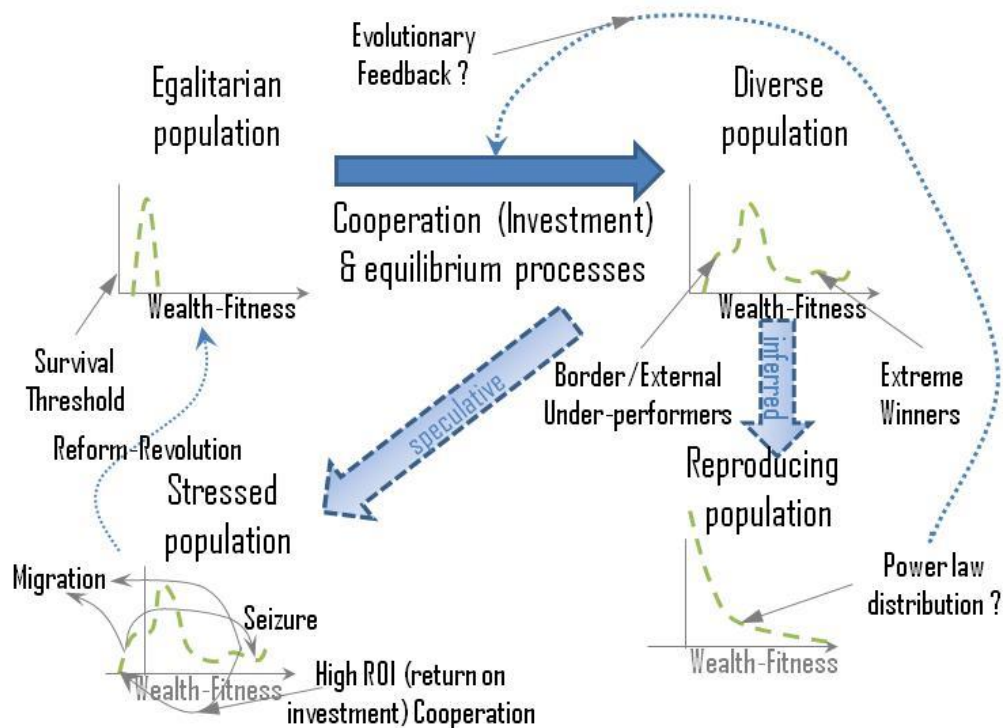 Evolutionary
Feedback ?
Egalitarian
population
Diverse
population
Cooperation (Investment)
& equilibrium processes
Wealth-Fitness
Wealth-Fitness
Survival
Threshold
Border/External
Under-performers
inferred
Extreme
Winners
speculative
Reform-Revolution
Stressed
population
Reproducing
population
Migration
Seizure
Power law
distribution ?
Wealth-Fitness
Wealth-Fitness
High ROI (return on
investment) Cooperation